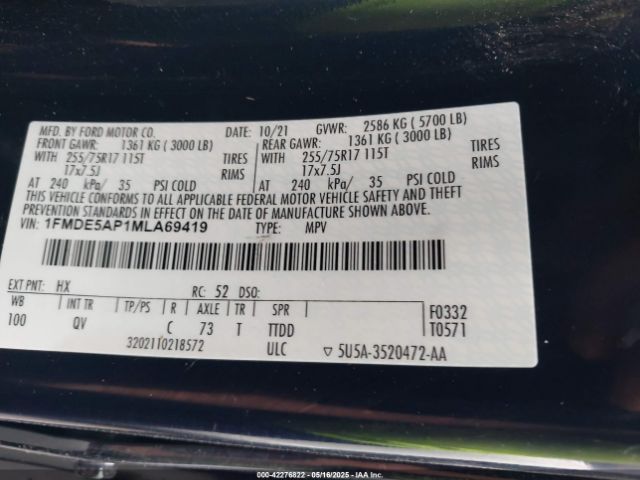 MFD. BY FORD MOTOR CO. DATE: 10/21 GVWR: 2586 KG ( 5700 LB)
FRONT GAWR: 1361 KG ( 3000 LB) REAR GAWR: 1361 KG ( 3000 LB)
WITH 255/75R17 115T TIRES WITH 255/75R17 115T TIRES
17x7.5J RIMS 17x7.5J RIMS
AT 240 kPa/ 35 PSI COLD AT 240 kPa/ 35 PSI COLD
THIS VEHICLE CONFORMS TO ALL APPLICABLE FEDERAL MOTOR VEHICLE SAFETY AND THEFT
PREVENTION STANDARDS IN EFFECT ON THE DATE OF MANUFACTURE SHOWN ABOVE.
VIN: 1FMDE5AP1MLA69419 TYPE: MPV
EXT PNT: HX RC: 52 DSO:
WB INT TR TP/PS R AXLE TR SPR F0332
100 QV C 73 T TTDD T0571
3202110218572 ULC ▽ 5U5A-3520472-AA
000-42276822 - 05/16/2025 - IAAI.COM